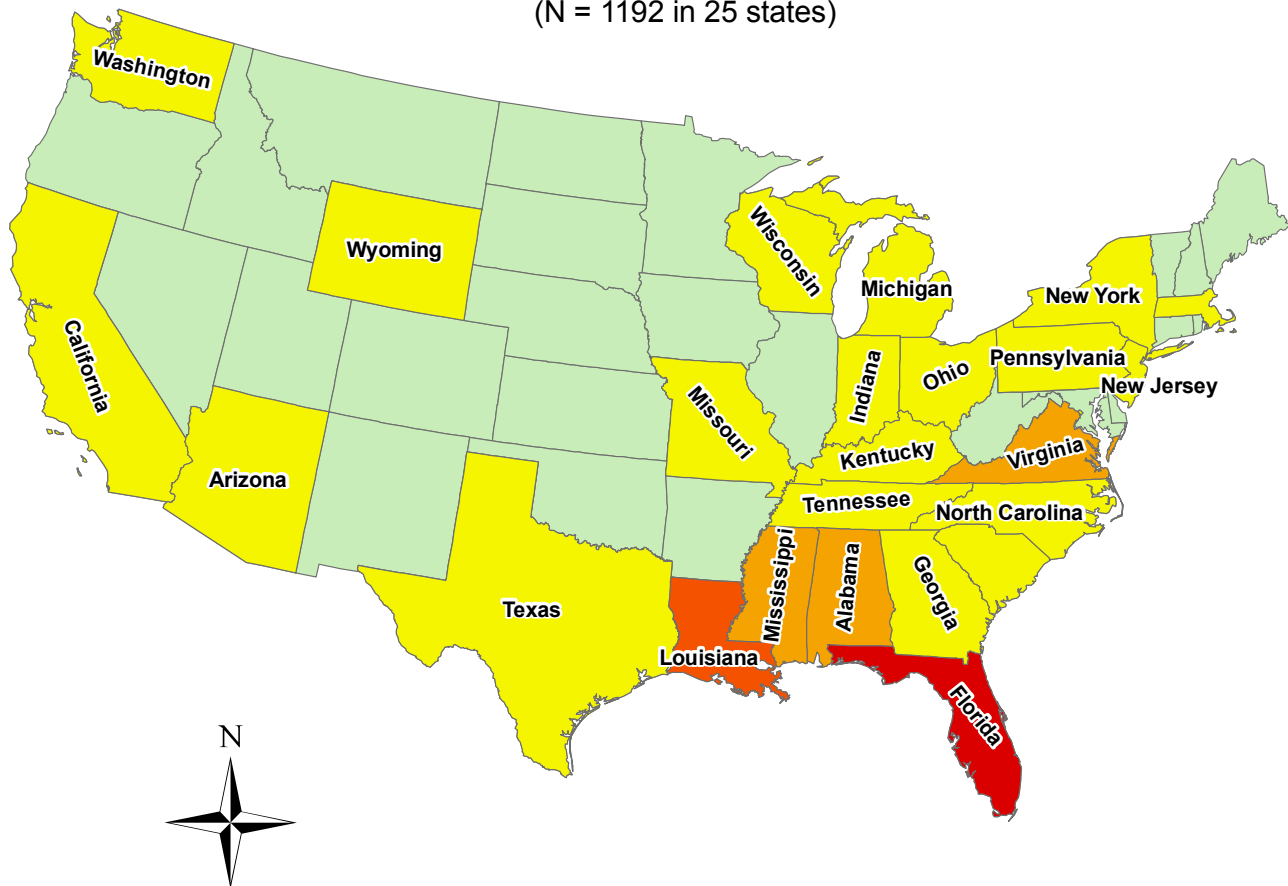 (N = 1192 in 25 states)
Washington
Wyoming
Wisconsin
Michigan
New York
California
Pennsylvania
Indiana
Ohio
New Jersey
Missouri
Kentucky
Virginia
Arizona
Tennessee
North Carolina
Mississippi
Alabama
Georgia
Texas
Louisiana
Florida
N